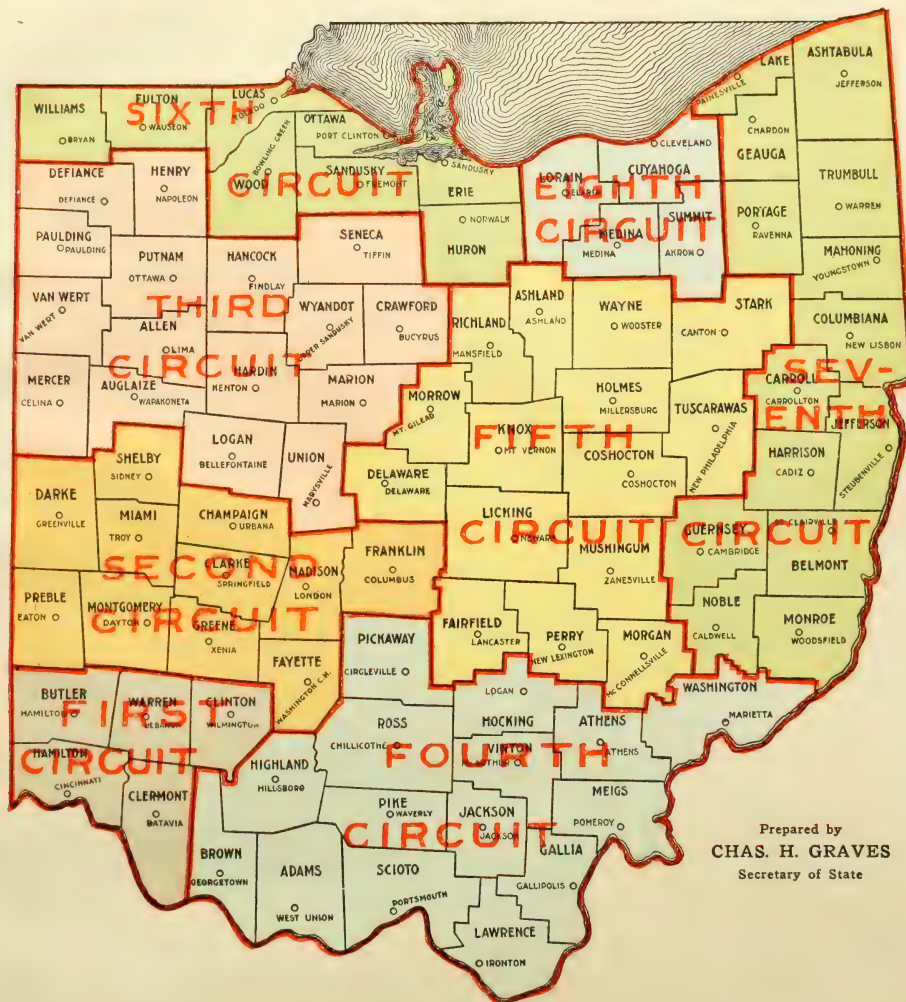 WILLIAMS
BRYAN
FULTON
WAUSEON
LUCAS
TOLEDO
SIXTH
CIRCUIT
OTTAWA
PORT CLINTON
BOWLING GREEN
WOOD
SANDUSKY
FREMONT
SANDUSKY
ERIE
NORWALK
HURON
LAKE
PAINESVILLE
ASHTABULA
JEFFERSON
CHARDON
GEAUGA
CLEVELAND
CUYAHOGA
LORAIN
ELARIA
EIGHTH
CIRCUIT
MEDINA
MEDINA
SUMMIT
AKRON
PORTAGE
RAVENNA
TRUMBULL
WARREN
MAHONING
YOUNGSTOWN
DEFIANCE
DEFIANCE
HENRY
NAPOLEON
PAULDING
PAULDING
PUTNAM
OTTAWA
HANCOCK
FINDLAY
SENECA
TIFFIN
VAN WERT
VAN WERT
THIRD
CIRCUIT
ALLEN
LIMA
WYANDOT
UPPER SANDUSKY
CRAWFORD
BUCYRUS
MERCER
CELINA
AUGLAIZE
WAPAKONETA
HARDIN
KENTON
MARION
MARION
LOGAN
BELLEFONTAINE
UNION
MARYSVILLE
RICHLAND
MANSFIELD
ASHLAND
ASHLAND
WAYNE
WOOSTER
STARK
CANTON
COLUMBIANA
NEW LISBON
CARROLL
CARROLLTON
SEV-
ENTH
CIRCUIT
JEFFERSON
STEUBENVILLE
HARRISON
CADIZ
MORROW
MT. GILEAD
KNOX
MT VERNON
FIFTH
CIRCUIT
HOLMES
MILLERSBURG
TUSCARAWAS
NEW PHILADELPHIA
COSHOCTON
COSHOCTON
DELAWARE
DELAWARE
LICKING
NEWARK
MUSHINGUM
ZANESVILLE
GUERNSEY
CAMBRIDGE
ST. CLAIRVILLE
BELMONT
NOBLE
CALDWELL
MONROE
WOODSFIELD
SHELBY
SIDNEY
DARKE
GREENVILLE
MIAMI
TROY
CHAMPAIGN
URBANA
SECOND
CIRCUIT
CLARKE
SPRINGFIELD
MADISON
LONDON
FRANKLIN
COLUMBUS
PREBLE
EATON
MONTGOMERY
DAYTON
GREENE
XENIA
FAYETTE
WASHINGTON C.H.
FAIRFIELD
LANCASTER
PERRY
NEW LEXINGTON
MORGAN
McCONNELLSVILLE
PICKAWAY
CIRCLEVILLE
WASHINGTON
MARIETTA
BUTLER
HAMILTON
WARREN
LEBANON
CLINTON
WILMINGTON
FIRST
CIRCUIT
HAMILTON
CINCINNATI
CLERMONT
BATAVIA
HIGHLAND
HILLSBORO
ROSS
CHILLICOTHE
LOGAN
HOCKING
ATHENS
ATHENS
FOURTH
CIRCUIT
VINTON
McARTHUR
MEIGS
POMEROY
PIKE
WAVERLY
JACKSON
JACKSON
GALLIA
GALLIPOLIS
BROWN
GEORGETOWN
ADAMS
WEST UNION
SCIOTO
PORTSMOUTH
LAWRENCE
IRONTON
Prepared by
CHAS. H. GRAVES
Secretary of State